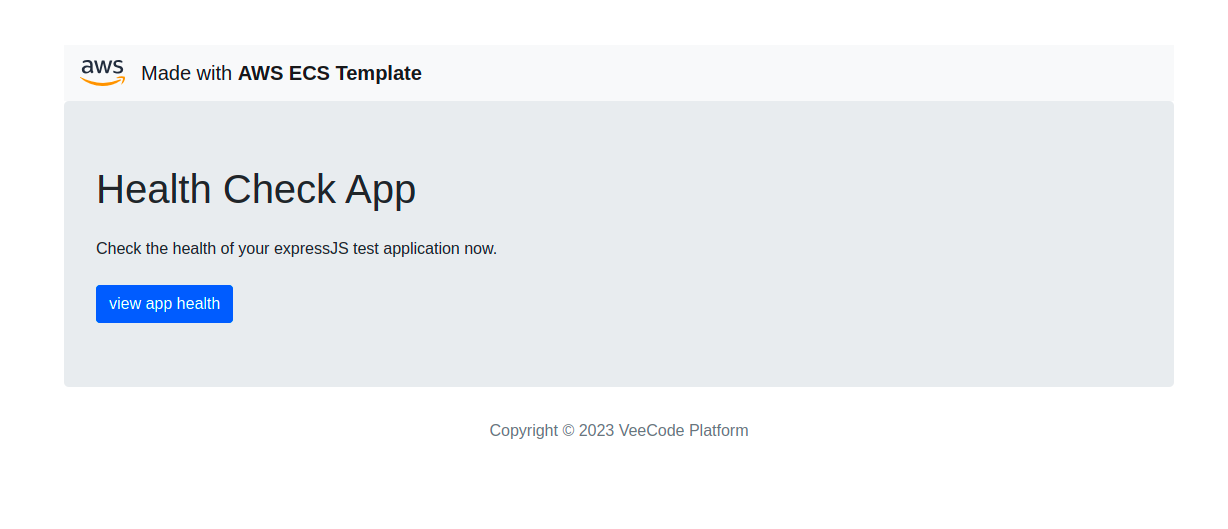 aws Made with AWS ECS Template
Health Check App
Check the health of your expressJS test application now.
view app health
Copyright © 2023 VeeCode Platform